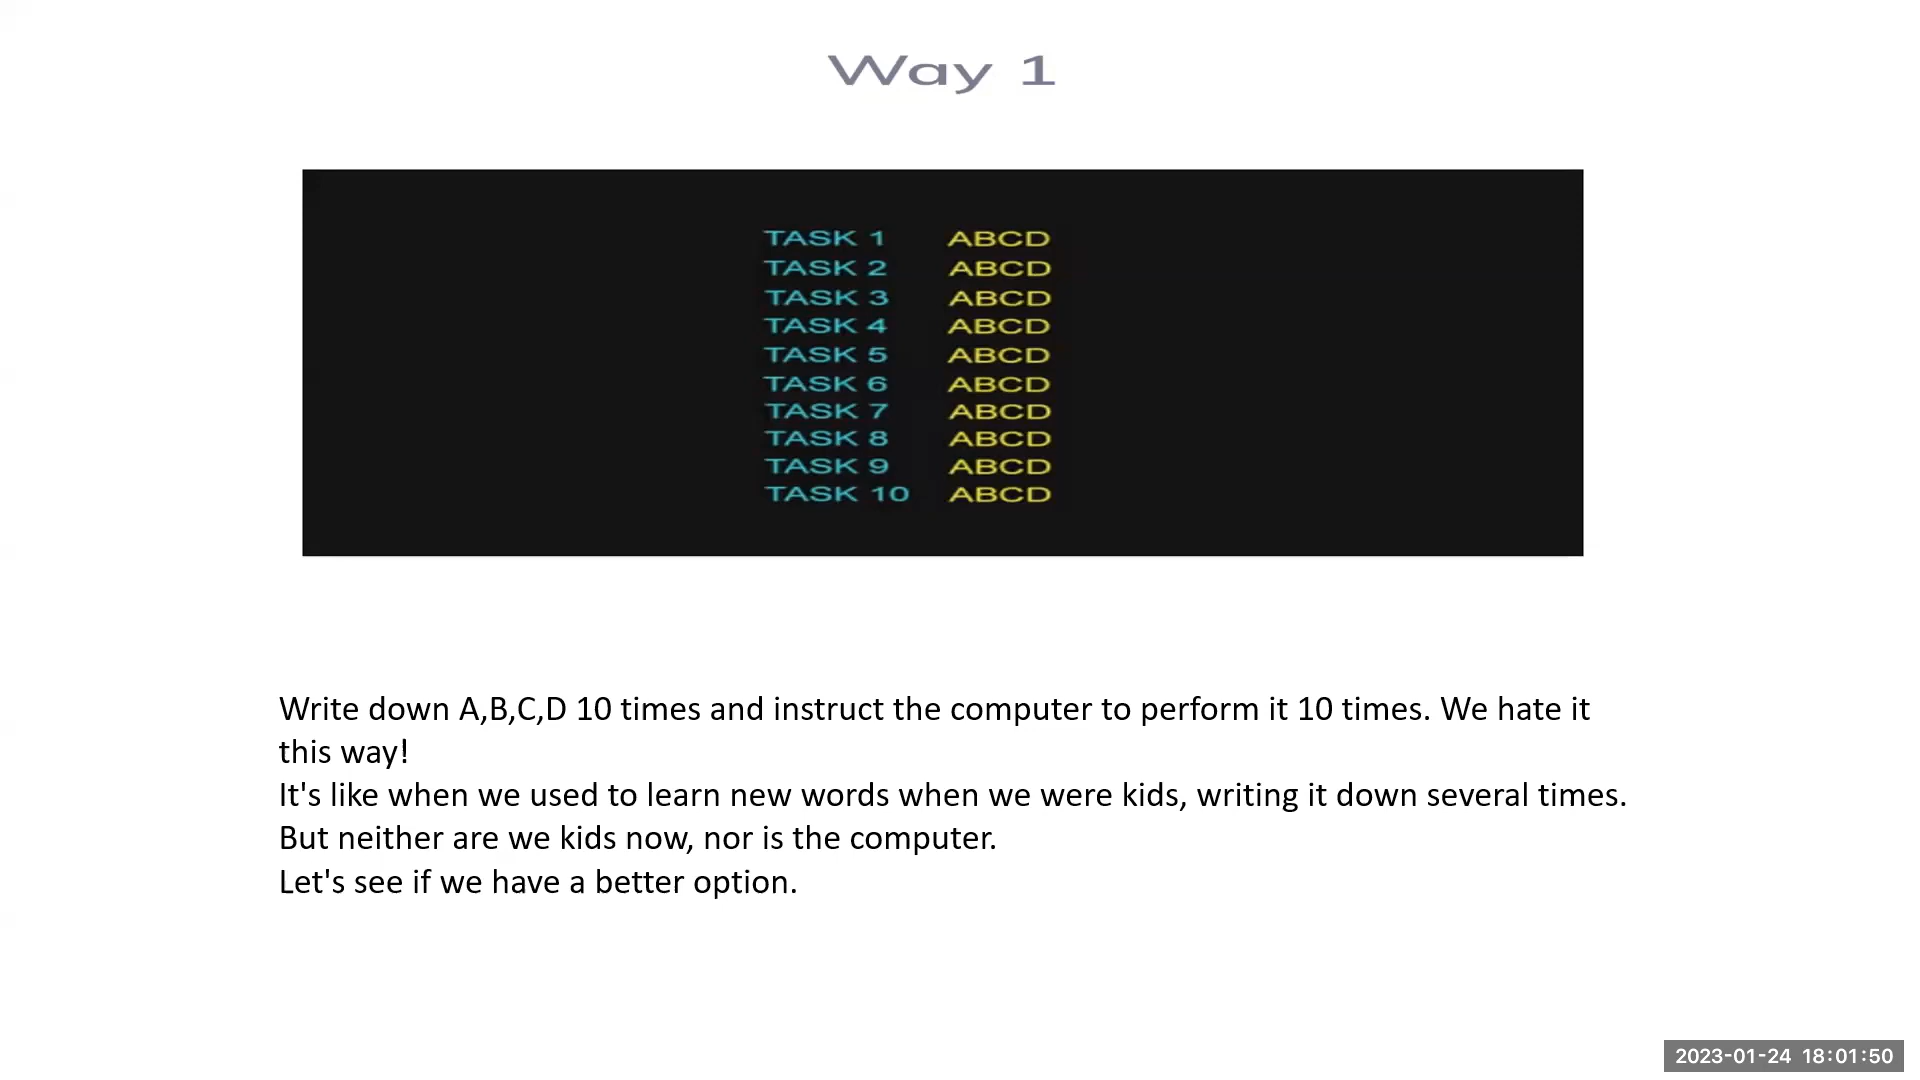 Way 1
TASK 1 ABCD
TASK 2 ABCD
TASK 3 ABCD
TASK 4 ABCD
TASK 5 ABCD
TASK 6 ABCD
TASK 7 ABCD
TASK 8 ABCD
TASK 9 ABCD
TASK 10 ABCD
Write down A,B,C,D 10 times and instruct the computer to perform it 10 times. We hate it
this way!
It's like when we used to learn new words when we were kids, writing it down several times.
But neither are we kids now, nor is the computer.
Let's see if we have a better option.
2023-01-24 18:01:50